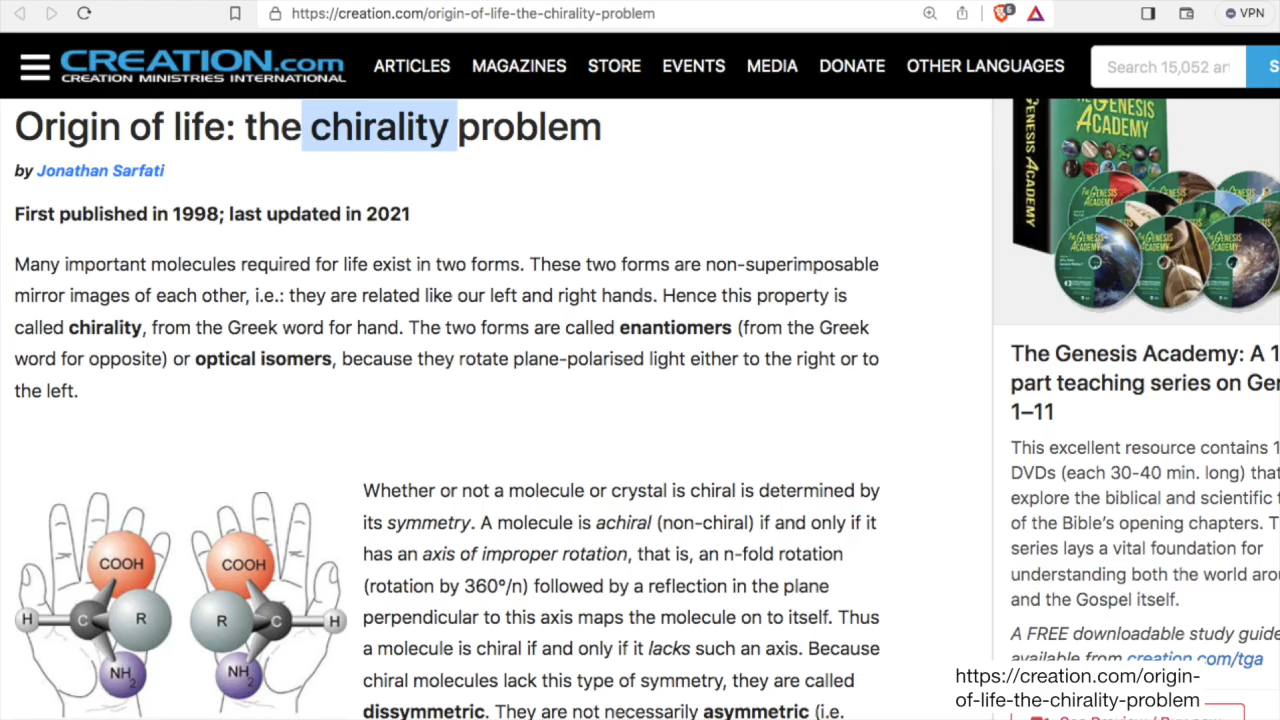 https://creation.com/origin-of-life-the-chirality-problem
6
VPN
CREATION.com
CREATION MINISTRIES INTERNATIONAL
ARTICLES MAGAZINES STORE EVENTS MEDIA DONATE OTHER LANGUAGES
Search 15,052 ar
S
Origin of life: the chirality problem
by Jonathan Sarfati
First published in 1998; last updated in 2021
Many important molecules required for life exist in two forms. These two forms are non-superimposable
mirror images of each other, i.e.: they are related like our left and right hands. Hence this property is
called chirality, from the Greek word for hand. The two forms are called enantiomers (from the Greek
word for opposite) or optical isomers, because they rotate plane-polarised light either to the right or to
the left.
COOH
H
C
R
NH2
COOH
R
C
H
NH2
Whether or not a molecule or crystal is chiral is determined by
its symmetry. A molecule is achiral (non-chiral) if and only if it
has an axis of improper rotation, that is, an n-fold rotation
(rotation by 360°/n) followed by a reflection in the plane
perpendicular to this axis maps the molecule on to itself. Thus
a molecule is chiral if and only if it lacks such an axis. Because
chiral molecules lack this type of symmetry, they are called
dissymmetric. They are not necessarily asymmetric (i.e.
GENESIS ACADEMY
THE GENESIS
ACADEMY
The Genesis Academy: A 1
part teaching series on Gen
1–11
This excellent resource contains 1
DVDs (each 30-40 min. long) that
explore the biblical and scientific
of the Bible's opening chapters. T
series lays a vital foundation for
understanding both the world arou
and the Gospel itself.
A FREE downloadable study guide
available from creation.com/tga
https://creation.com/origin-
of-life-the-chirality-problem